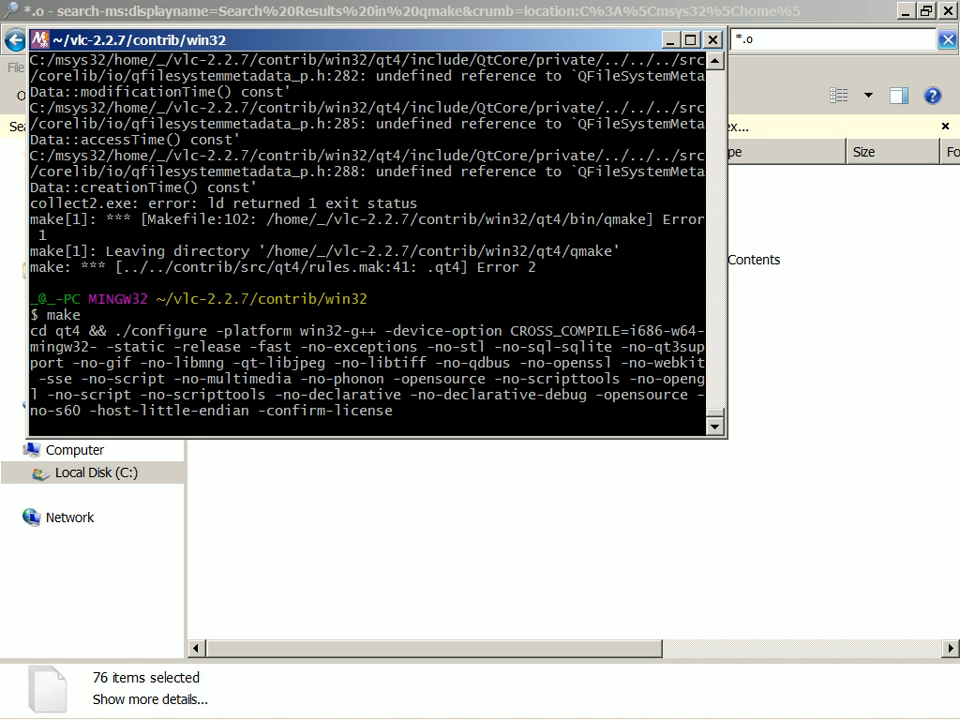 *.o - search-ms:displayname=Search%20Results%20in%20qmake&crumb=location:C%3A%5Cmsys32%5Chome%5
~/vlc-2.2.7/contrib/win32
*.o
File
C:/msys32/home/_/vlc-2.2.7/contrib/win32/qt4/include/QtCore/private/../../../src
/corelib/io/qfilesystemmetadata_p.h:282: undefined reference to `QFileSystemMeta
Data::modificationTime() const'
C:/msys32/home/_/vlc-2.2.7/contrib/win32/qt4/include/QtCore/private/../../../src
/corelib/io/qfilesystemmetadata_p.h:285: undefined reference to `QFileSystemMeta
Data::accessTime() const'
C:/msys32/home/_/vlc-2.2.7/contrib/win32/qt4/include/QtCore/private/../../../src
/corelib/io/qfilesystemmetadata_p.h:288: undefined reference to `QFileSystemMeta
Data::creationTime() const'
collect2.exe: error: ld returned 1 exit status
make[1]: *** [Makefile:102: /home/_/vlc-2.2.7/contrib/win32/qt4/bin/qmake] Error
1
make[1]: Leaving directory '/home/_/vlc-2.2.7/contrib/win32/qt4/qmake'
make: *** [../../contrib/src/qt4/rules.mak:41: .qt4] Error 2
_@_-PC MINGW32 ~/vlc-2.2.7/contrib/win32
$ make
cd qt4 && ./configure -platform win32-g++ -device-option CROSS_COMPILE=i686-w64-
mingw32- -static -release -fast -no-exceptions -no-stl -no-sql-sqlite -no-qt3sup
port -no-gif -no-libmng -qt-libjpeg -no-libtiff -no-qdbus -no-openssl -no-webkit
-sse -no-script -no-multimedia -no-phonon -opensource -no-scripttools -no-openg
l -no-script -no-scripttools -no-declarative -no-declarative-debug -opensource -
no-s60 -host-little-endian -confirm-license
ex...
pe
Size
Fo
Contents
Computer
Local Disk (C:)
Network
76 items selected
Show more details...